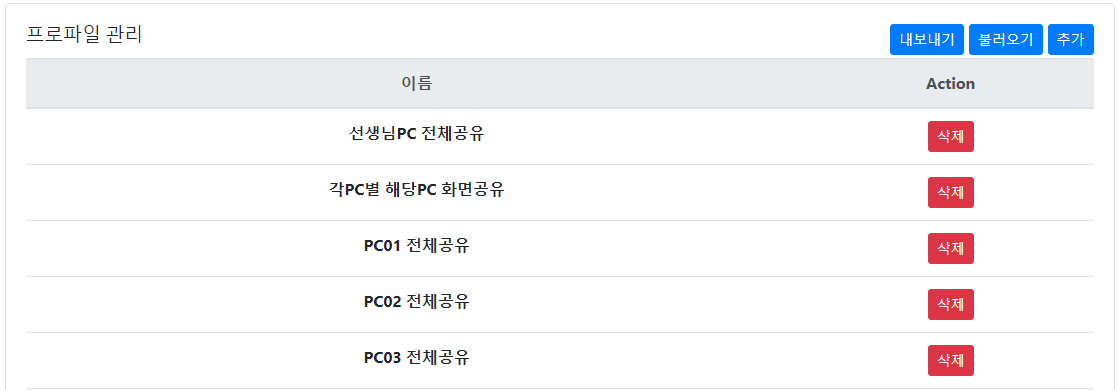 프로파일 관리
내보내기 불러오기 추가
이름 Action
선생님PC 전체공유 삭제
각PC별 해당PC 화면공유 삭제
PC01 전체공유 삭제
PC02 전체공유 삭제
PC03 전체공유 삭제